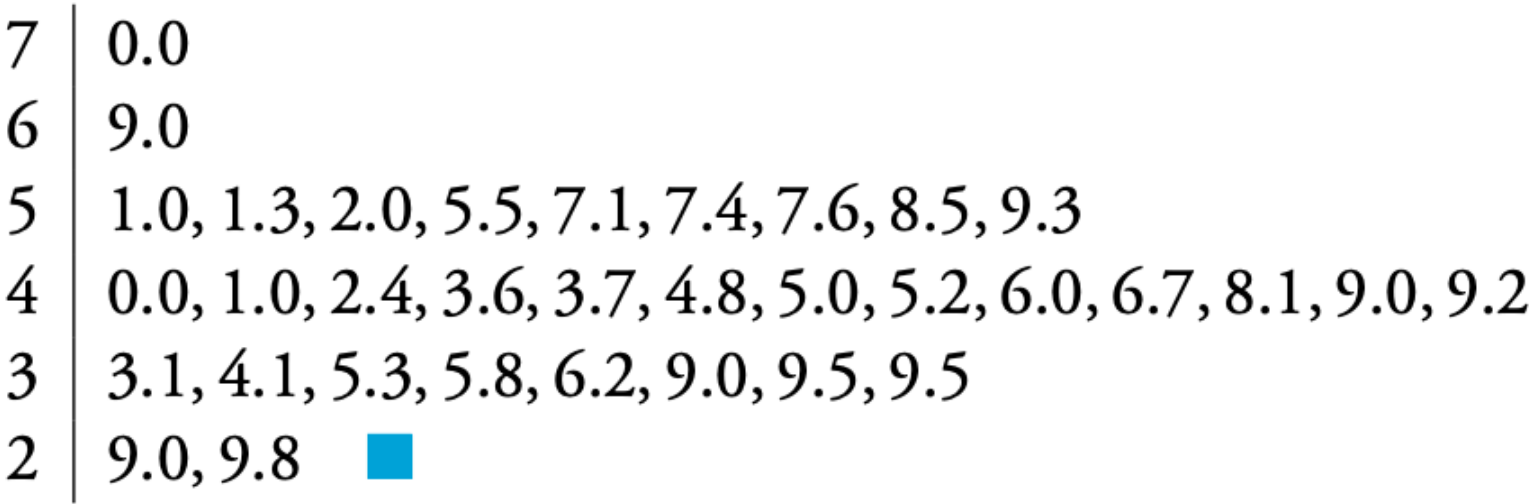 7 | 0.0
6 | 9.0
5 | 1.0, 1.3, 2.0, 5.5, 7.1, 7.4, 7.6, 8.5, 9.3
4 | 0.0, 1.0, 2.4, 3.6, 3.7, 4.8, 5.0, 5.2, 6.0, 6.7, 8.1, 9.0, 9.2
3 | 3.1, 4.1, 5.3, 5.8, 6.2, 9.0, 9.5, 9.5
2 | 9.0, 9.8